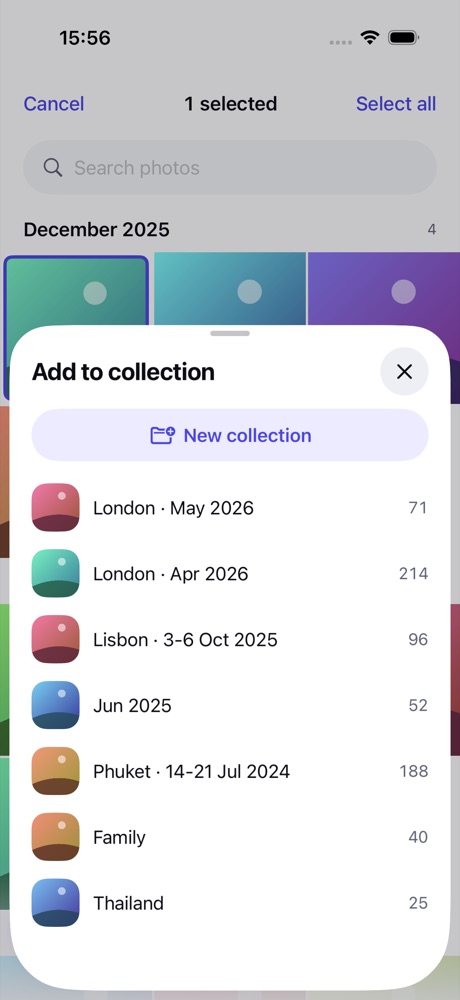 15:56
Cancel 1 selected Select all
Search photos
December 2025 4
Add to collection
New collection
London · May 2026 71
London · Apr 2026 214
Lisbon · 3-6 Oct 2025 96
Jun 2025 52
Phuket · 14-21 Jul 2024 188
Family 40
Thailand 25